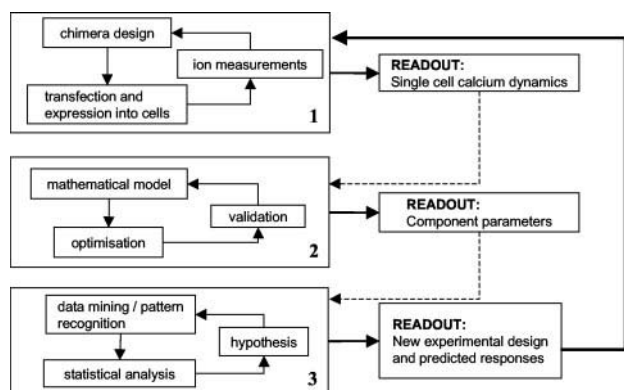 chimera design
ion measurements
transfection and
expression into cells
1
READOUT:
Single cell calcium dynamics
mathematical model
validation
optimisation
2
READOUT:
Component parameters
data mining / pattern
recognition
hypothesis
statistical analysis
3
READOUT:
New experimental design
and predicted responses